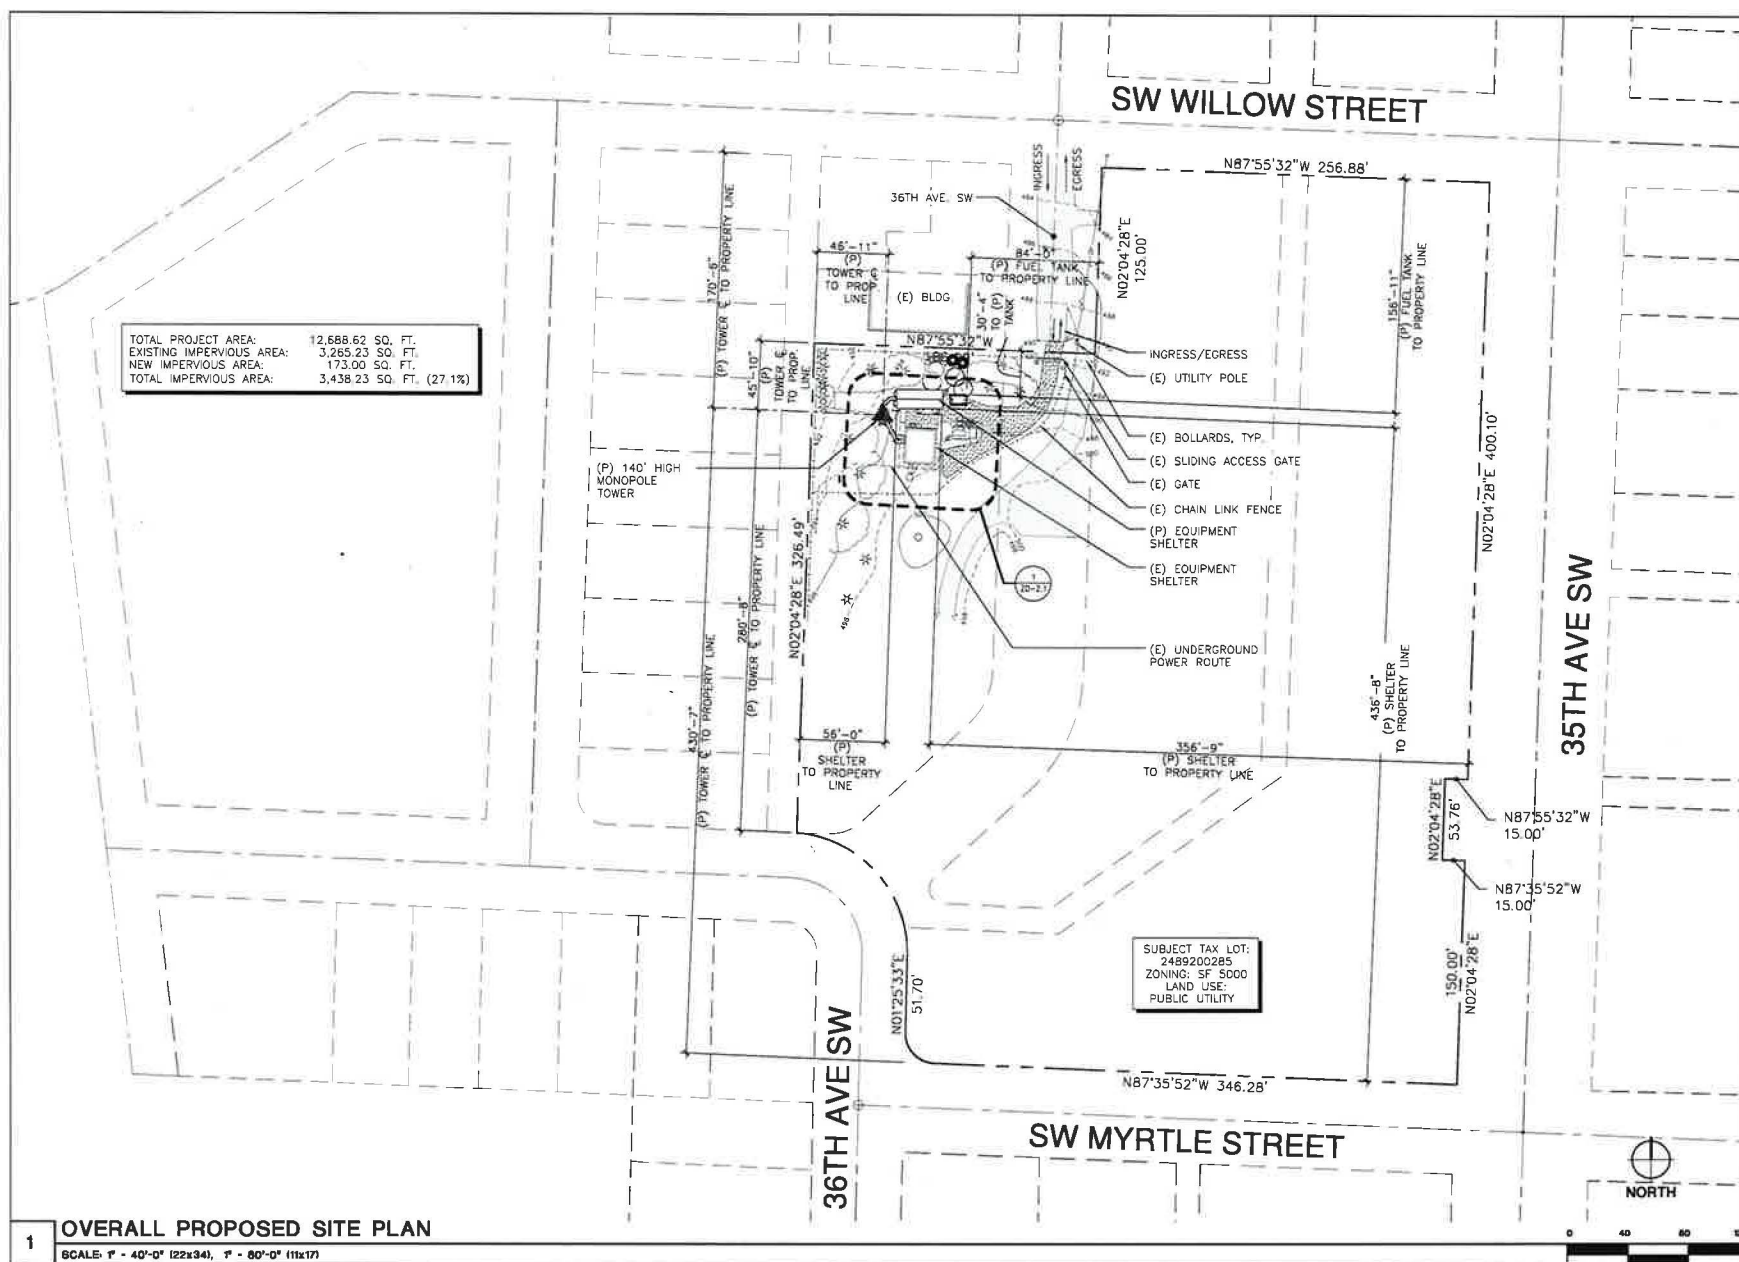 SW WILLOW STREET
N87°55'32"W 256.88'
INGRESS
EGRESS
36TH AVE. SW
N02°04'28"E
125.00'
170'-6"
(P) TOWER ℄ TO PROPERTY LINE
46'-11"
(P)
TOWER ℄
TO PROP.
LINE
84'-0"
(P) FUEL TANK
TO PROPERTY LINE
(E) BLDG.
30'-4"
TO (P)
TANK
156'-11"
(P) FUEL TANK
TO PROPERTY LINE
TOTAL PROJECT AREA: 12,688.62 SQ. FT.
EXISTING IMPERVIOUS AREA: 3,265.23 SQ. FT.
NEW IMPERVIOUS AREA: 173.00 SQ. FT.
TOTAL IMPERVIOUS AREA: 3,438.23 SQ. FT. (27.1%)
N87°55'32"W
45'-10"
(P)
TOWER ℄
TO PROP.
LINE
INGRESS/EGRESS
(E) UTILITY POLE
(E) BOLLARDS, TYP.
(E) SLIDING ACCESS GATE
(E) GATE
(E) CHAIN LINK FENCE
(P) EQUIPMENT
SHELTER
(E) EQUIPMENT
SHELTER
(E) UNDERGROUND
POWER ROUTE
(P) 140' HIGH
MONOPOLE
TOWER
1
ZD-2.1
N02°04'28"E 400.10'
N02°04'28"E 326.49'
280'-8"
(P) TOWER ℄ TO PROPERTY LINE
430'-7"
(P) TOWER ℄ TO PROPERTY LINE
436'-8"
(P) SHELTER
TO PROPERTY LINE
35TH AVE SW
56'-0"
(P)
SHELTER
TO PROPERTY
LINE
356'-9"
(P) SHELTER
TO PROPERTY LINE
N02°04'28"E
53.76'
N87°55'32"W
15.00'
N87°35'52"W
15.00'
150.00'
N02°04'28"E
SUBJECT TAX LOT:
2489200285
ZONING: SF 5000
LAND USE:
PUBLIC UTILITY
N01°25'33"E
51.70'
36TH AVE SW
N87°35'52"W 346.28'
SW MYRTLE STREET
NORTH
1
OVERALL PROPOSED SITE PLAN
SCALE: 1" - 40'-0" (22x34), 1" - 80'-0" (11x17)
0 40 80